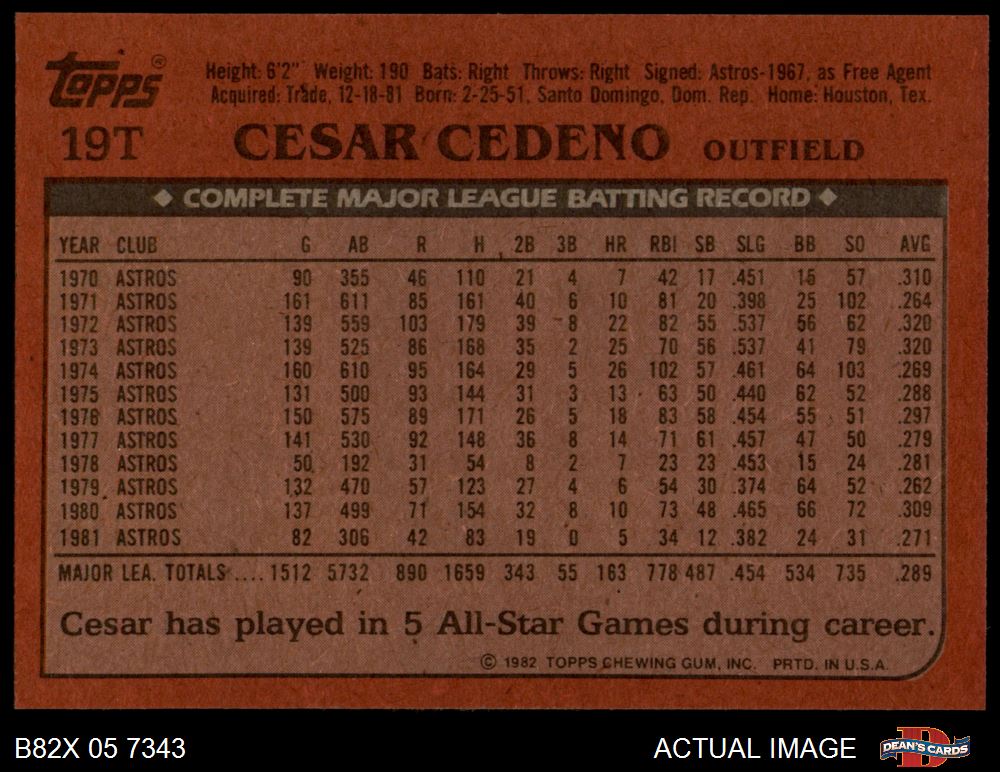 Topps® Height: 6'2" Weight: 190 Bats: Right Throws: Right Signed: Astros-1967, as Free Agent
Acquired: Trade, 12-18-81 Born: 2-25-51, Santo Domingo, Dom. Rep. Home: Houston, Tex.
19T CESAR CEDENO OUTFIELD
◆ COMPLETE MAJOR LEAGUE BATTING RECORD ◆
YEAR CLUB G AB R H 2B 3B HR RBI SB SLG BB SO AVG
1970 ASTROS 90 355 46 110 21 4 7 42 17 .451 15 57 .310
1971 ASTROS 161 611 85 161 40 6 10 81 20 .398 25 102 .264
1972 ASTROS 139 559 103 179 39 8 22 82 55 .537 56 62 .320
1973 ASTROS 139 525 86 168 35 2 25 70 56 .537 41 79 .320
1974 ASTROS 160 610 95 164 29 5 26 102 57 .461 64 103 .269
1975 ASTROS 131 500 93 144 31 3 13 63 50 .440 62 52 .288
1976 ASTROS 150 575 89 171 26 5 18 83 58 .454 55 51 .297
1977 ASTROS 141 530 92 148 36 8 14 71 61 .457 47 50 .279
1978 ASTROS 50 192 31 54 8 2 7 23 23 .453 15 24 .281
1979 ASTROS 132 470 57 123 27 4 6 54 30 .374 64 52 .262
1980 ASTROS 137 499 71 154 32 8 10 73 48 .465 66 72 .309
1981 ASTROS 82 306 42 83 19 0 5 34 12 .382 24 31 .271
MAJOR LEA. TOTALS .... 1512 5732 890 1659 343 55 163 778 487 .454 534 735 .289
Cesar has played in 5 All-Star Games during career.
© 1982 TOPPS CHEWING GUM, INC. PRTD. IN U.S.A.
B82X 05 7343 ACTUAL IMAGE D DEAN'S CARDS